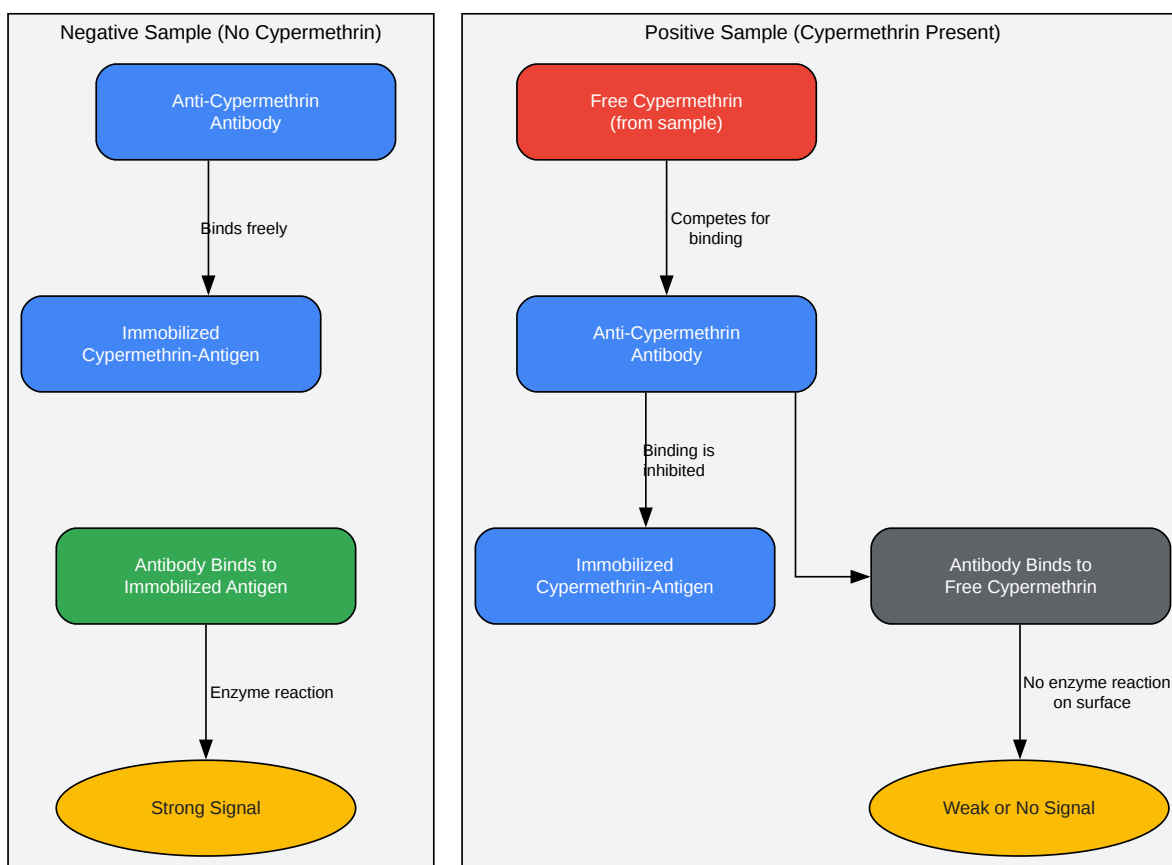 Negative Sample (No Cypermethrin)
Anti-Cypermethrin
Antibody
Binds freely
Immobilized
Cypermethrin-Antigen
Antibody Binds to
Immobilized Antigen
Enzyme reaction
Strong Signal
Positive Sample (Cypermethrin Present)
Free Cypermethrin
(from sample)
Competes for
binding
Anti-Cypermethrin
Antibody
Binding is
inhibited
Immobilized
Cypermethrin-Antigen
Antibody Binds to
Free Cypermethrin
No enzyme reaction
on surface
Weak or No Signal